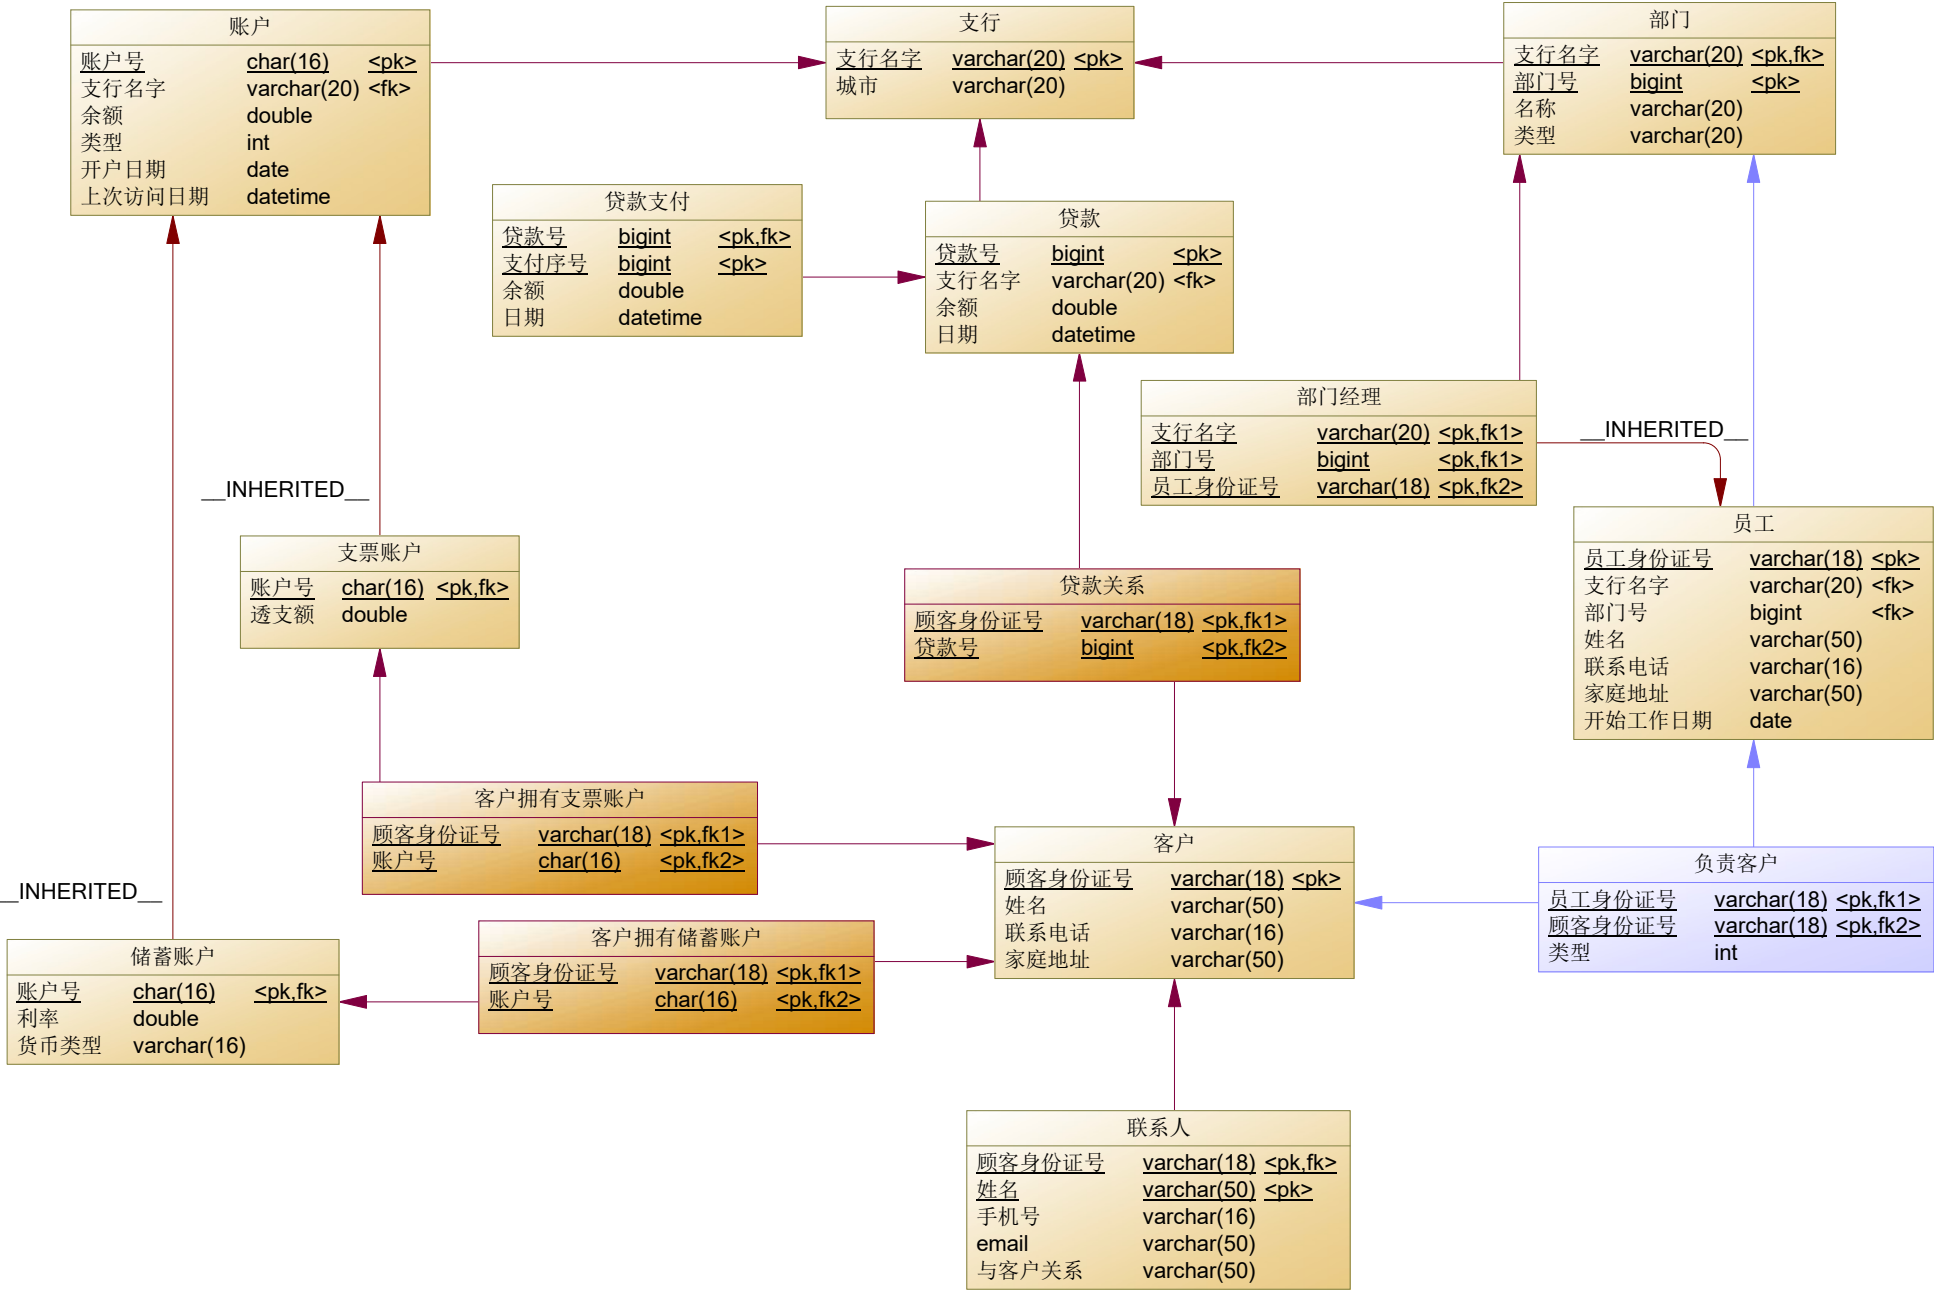 账户
账户号 char(16) <pk>
支行名字 varchar(20) <fk>
余额 double
类型 int
开户日期 date
上次访问日期 datetime
支行
支行名字 varchar(20) <pk>
城市 varchar(20)
部门
支行名字 varchar(20) <pk,fk>
部门号 bigint <pk>
名称 varchar(20)
类型 varchar(20)
贷款支付
贷款号 bigint <pk,fk>
支付序号 bigint <pk>
余额 double
日期 datetime
贷款
贷款号 bigint <pk>
支行名字 varchar(20) <fk>
余额 double
日期 datetime
部门经理
支行名字 varchar(20) <pk,fk1>
部门号 bigint <pk,fk1>
员工身份证号 varchar(18) <pk,fk2>
__INHERITED__
__INHERITED__
员工
员工身份证号 varchar(18) <pk>
支行名字 varchar(20) <fk>
部门号 bigint <fk>
姓名 varchar(50)
联系电话 varchar(16)
家庭地址 varchar(50)
开始工作日期 date
支票账户
账户号 char(16) <pk,fk>
透支额 double
贷款关系
顾客身份证号 varchar(18) <pk,fk1>
贷款号 bigint <pk,fk2>
客户拥有支票账户
顾客身份证号 varchar(18) <pk,fk1>
账户号 char(16) <pk,fk2>
客户
顾客身份证号 varchar(18) <pk>
姓名 varchar(50)
联系电话 varchar(16)
家庭地址 varchar(50)
负责客户
员工身份证号 varchar(18) <pk,fk1>
顾客身份证号 varchar(18) <pk,fk2>
类型 int
__INHERITED__
储蓄账户
账户号 char(16) <pk,fk>
利率 double
货币类型 varchar(16)
客户拥有储蓄账户
顾客身份证号 varchar(18) <pk,fk1>
账户号 char(16) <pk,fk2>
联系人
顾客身份证号 varchar(18) <pk,fk>
姓名 varchar(50) <pk>
手机号 varchar(16)
email varchar(50)
与客户关系 varchar(50)